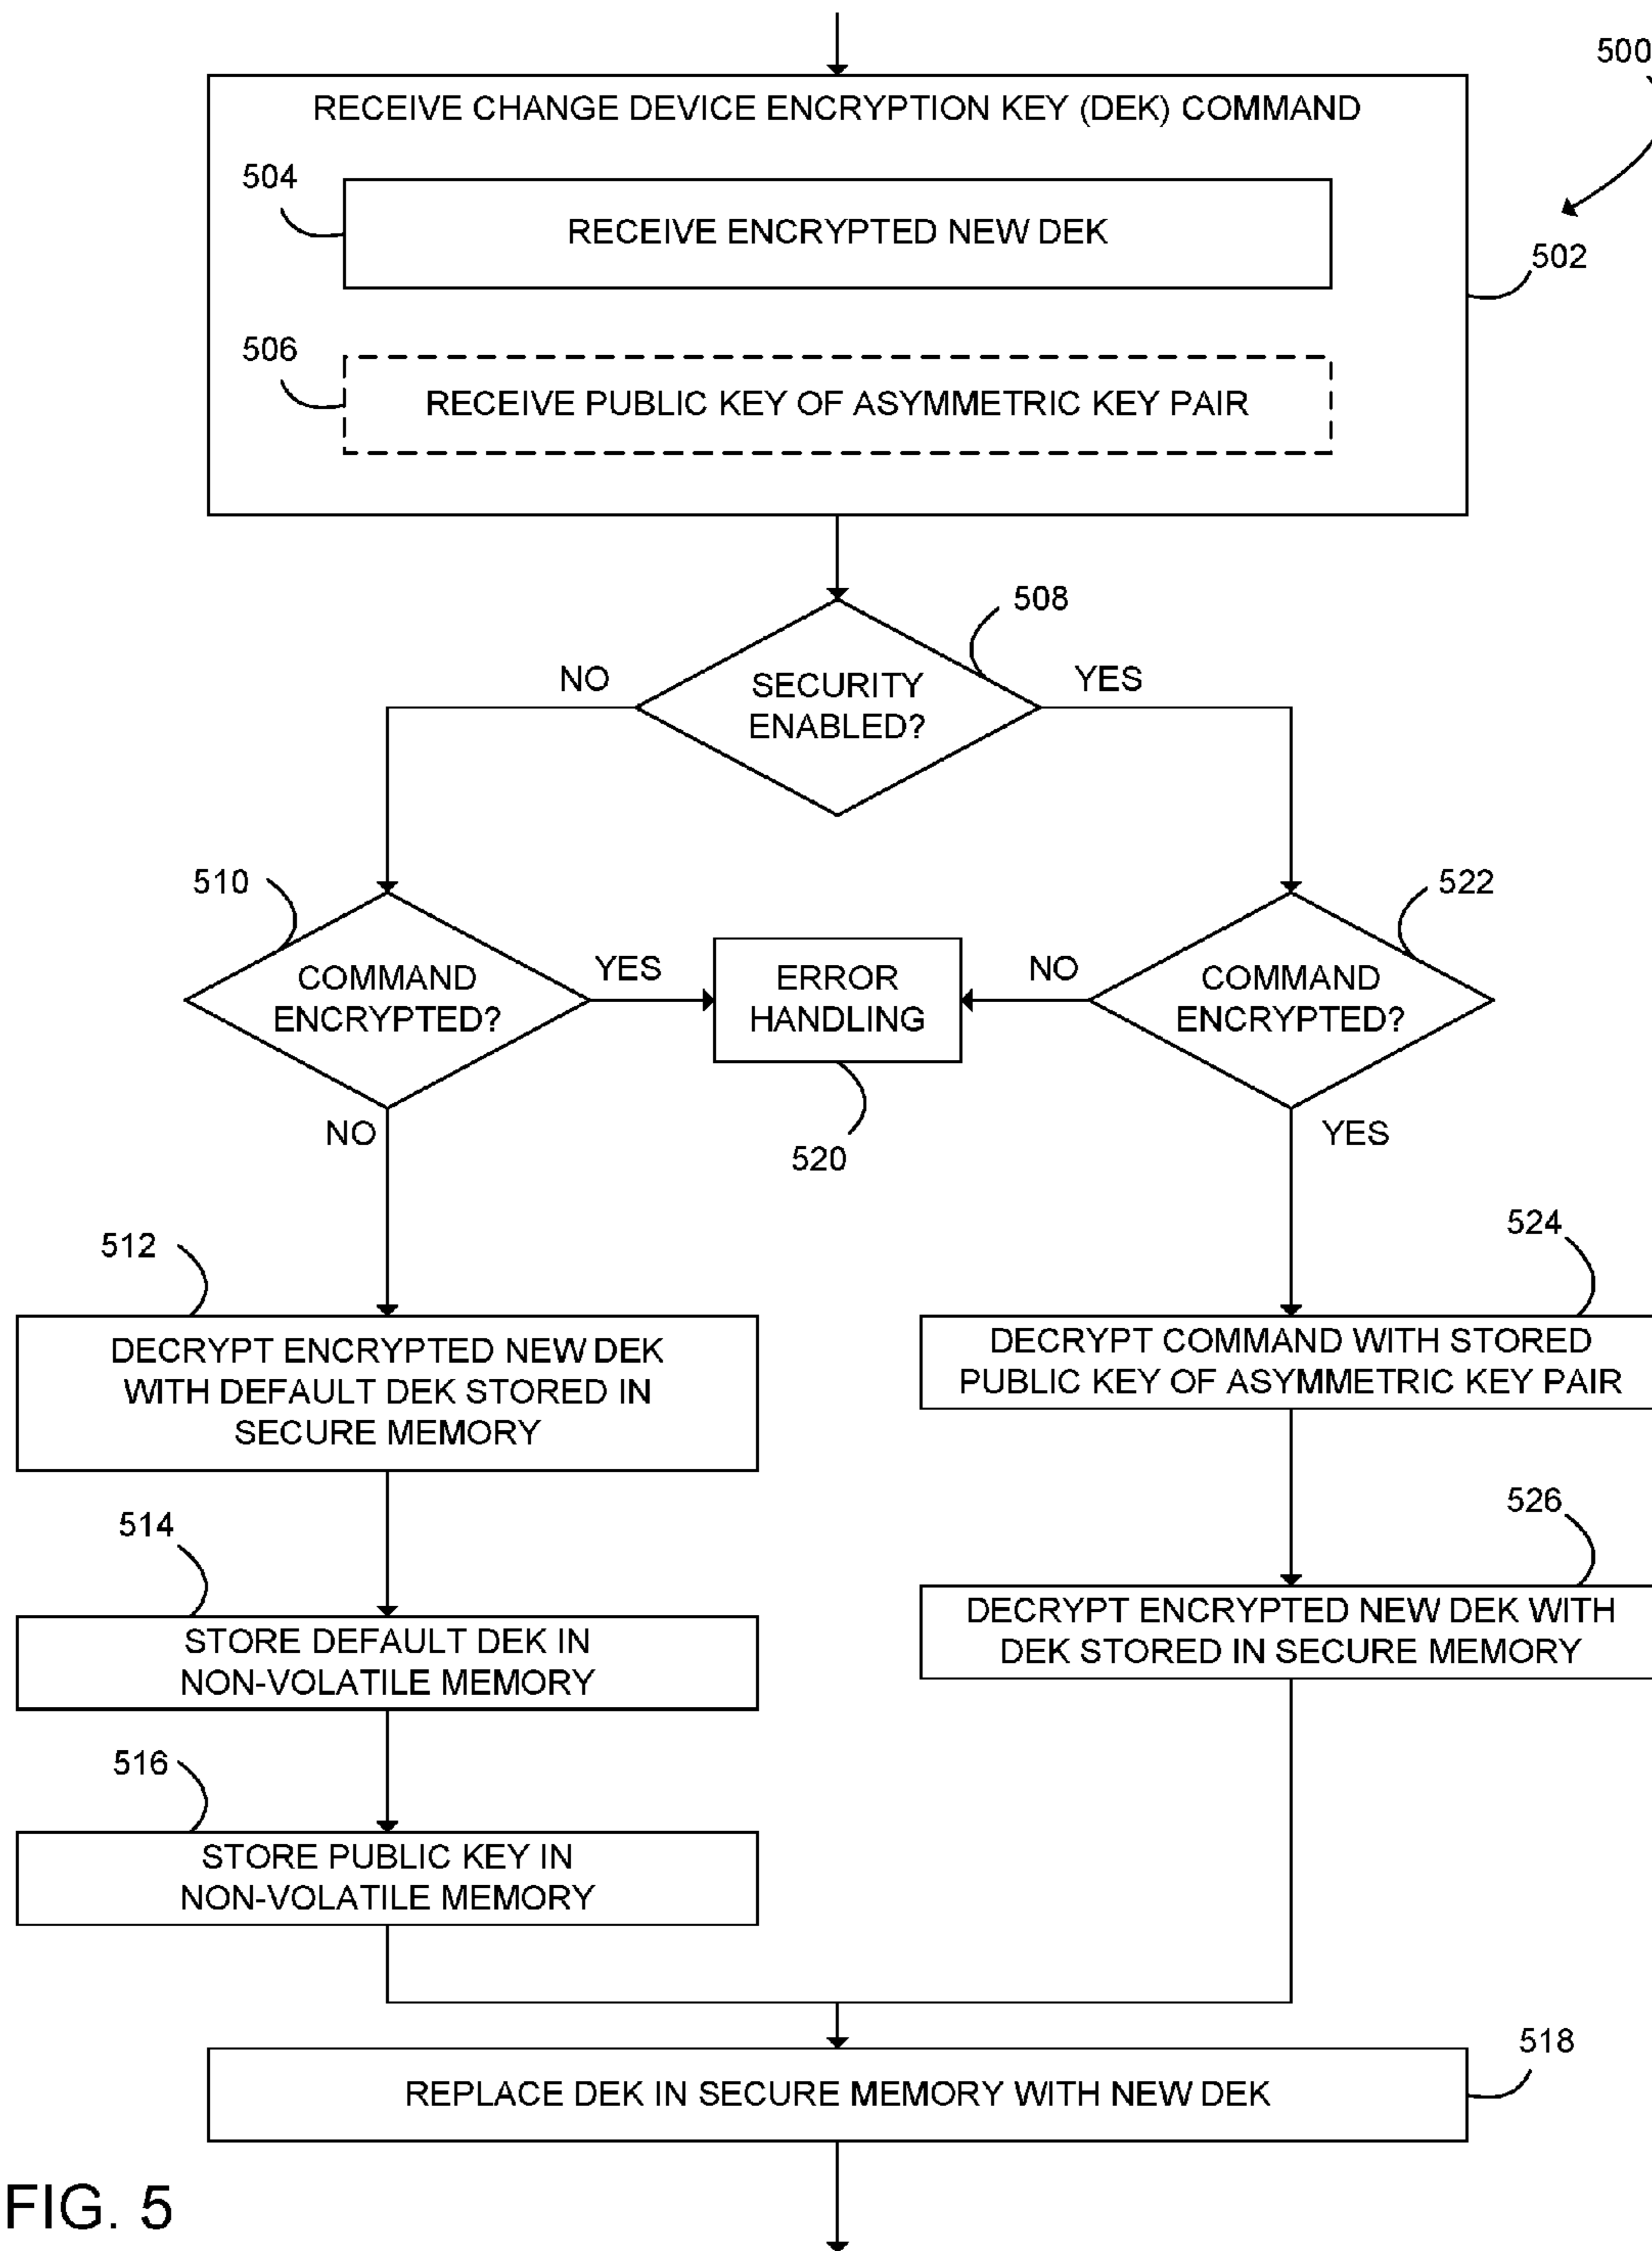 500
RECEIVE CHANGE DEVICE ENCRYPTION KEY (DEK) COMMAND
504
RECEIVE ENCRYPTED NEW DEK
502
506
RECEIVE PUBLIC KEY OF ASYMMETRIC KEY PAIR
508
NO
YES
SECURITY
ENABLED?
510
522
COMMAND
ENCRYPTED?
YES
ERROR
HANDLING
NO
COMMAND
ENCRYPTED?
NO
520
YES
512
524
DECRYPT ENCRYPTED NEW DEK
WITH DEFAULT DEK STORED IN
SECURE MEMORY
DECRYPT COMMAND WITH STORED
PUBLIC KEY OF ASYMMETRIC KEY PAIR
514
526
STORE DEFAULT DEK IN
NON-VOLATILE MEMORY
DECRYPT ENCRYPTED NEW DEK WITH
DEK STORED IN SECURE MEMORY
516
STORE PUBLIC KEY IN
NON-VOLATILE MEMORY
518
REPLACE DEK IN SECURE MEMORY WITH NEW DEK
FIG. 5